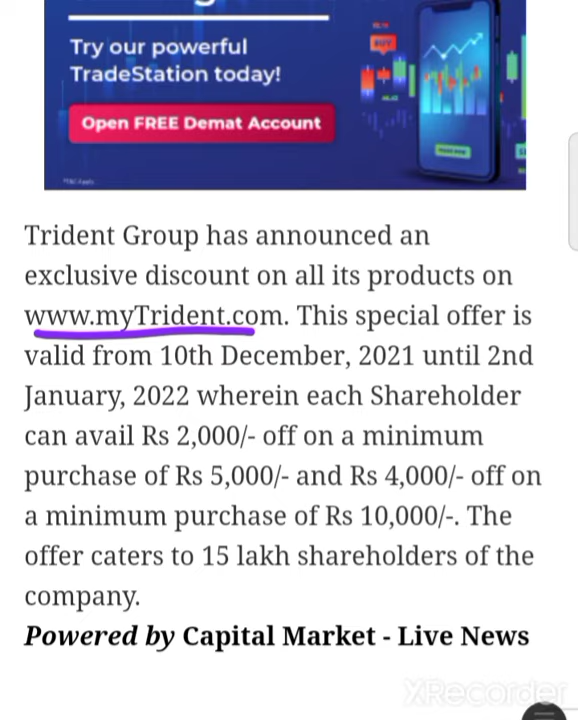 Try our powerful
TradeStation today!
BUY
Open FREE Demat Account
Trident Group has announced an
exclusive discount on all its products on
www.myTrident.com. This special offer is
valid from 10th December, 2021 until 2nd
January, 2022 wherein each Shareholder
can avail Rs 2,000/- off on a minimum
purchase of Rs 5,000/- and Rs 4,000/- off on
a minimum purchase of Rs 10,000/-. The
offer caters to 15 lakh shareholders of the
company.
Powered by Capital Market - Live News
XRecorder